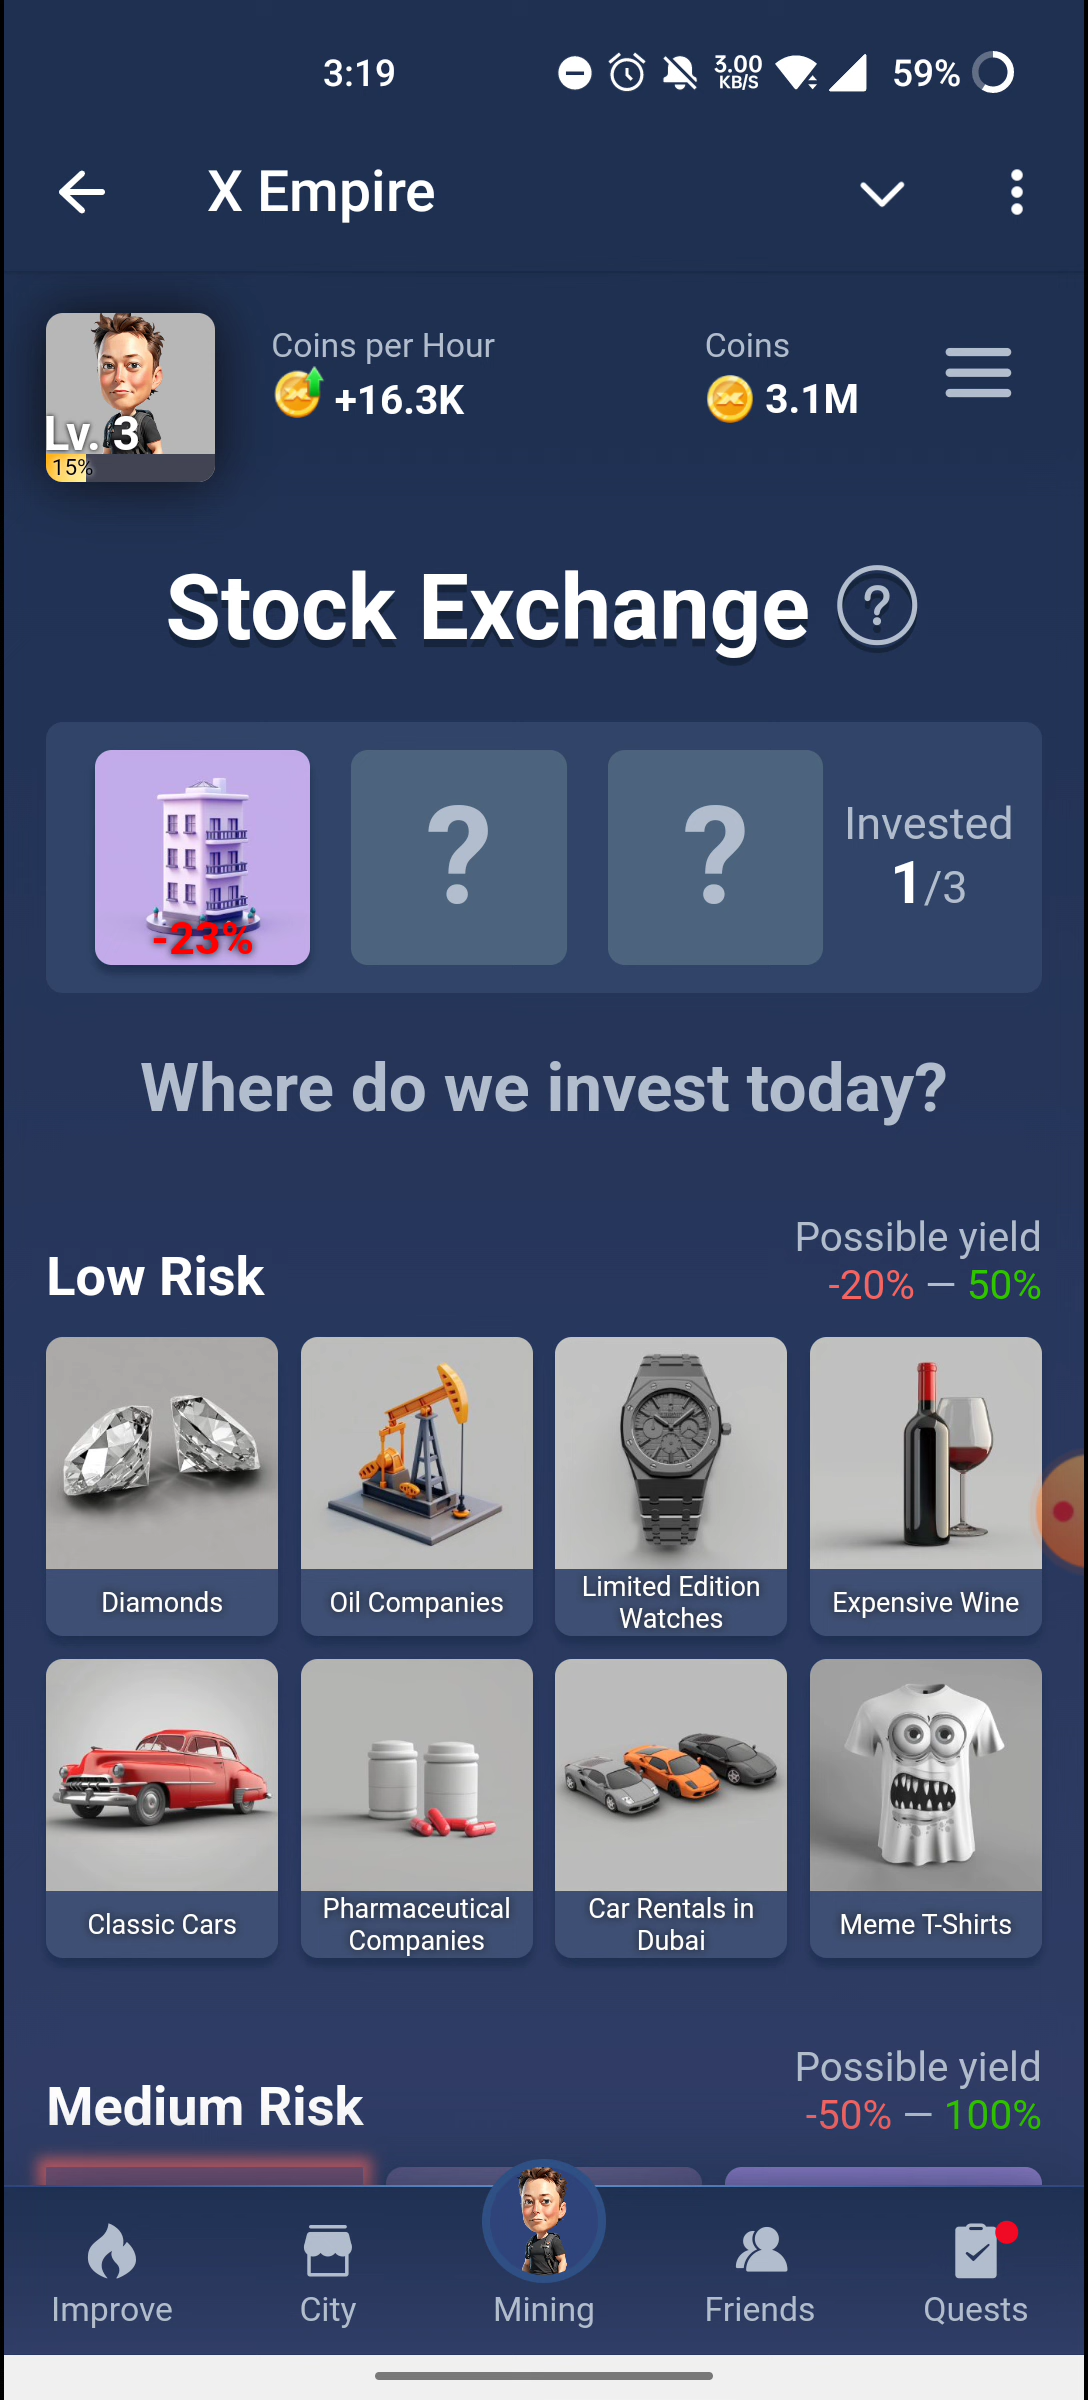 3:19
3.00
KB/S
59%
X Empire
Coins per Hour
+16.3K
Coins
3.1M
Lv. 3
15%
Stock Exchange ?
-23%
?
?
Invested
1/3
Where do we invest today?
Low Risk
Possible yield
-20% — 50%
Diamonds
Oil Companies
Limited Edition
Watches
Expensive Wine
Classic Cars
Pharmaceutical
Companies
Car Rentals in
Dubai
Meme T-Shirts
Medium Risk
Possible yield
-50% — 100%
Improve
City
Mining
Friends
Quests